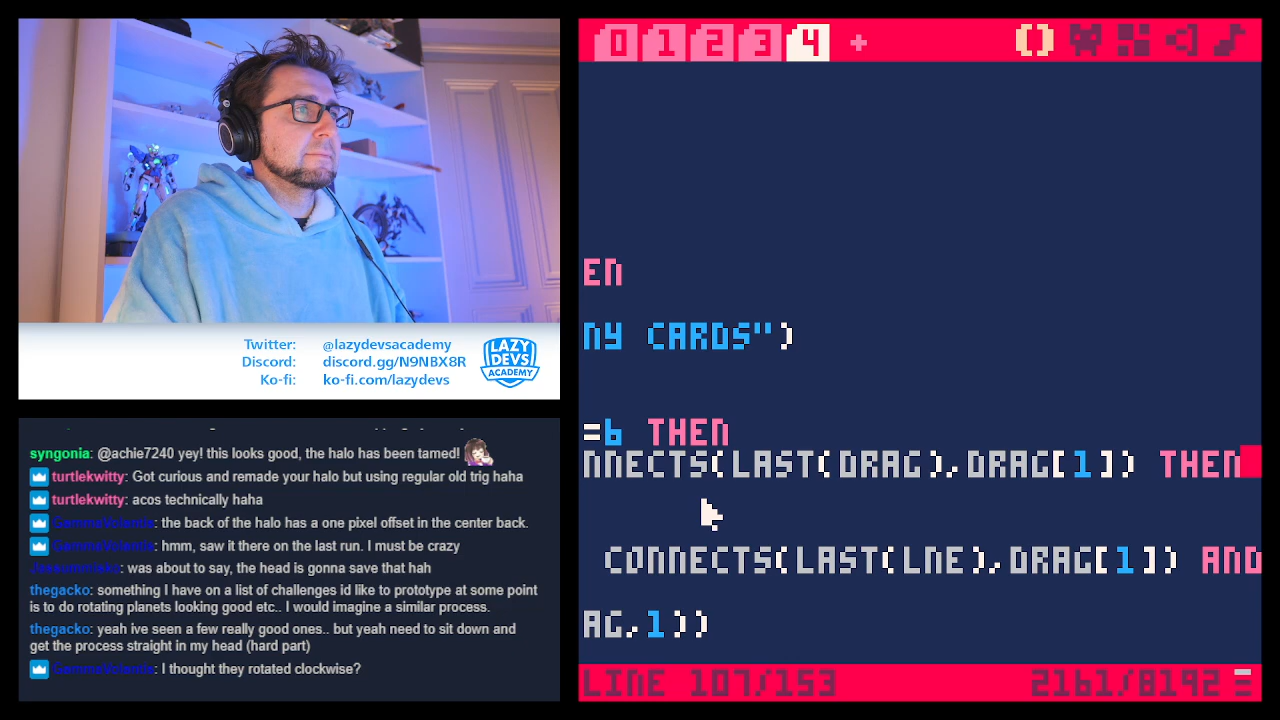 Twitter: @lazydevsacademy
Discord: discord.gg/N9NBX8R
Ko-fi: ko-fi.com/lazydevs
LAZY
DEVS
ACADEMY
syngonia: @achie7240 yey! this looks good, the halo has been tamed!
turtlekwitty: Got curious and remade your halo but using regular old trig haha
turtlekwitty: acos technically haha
: the back of the halo has a one pixel offset in the center back.
: hmm, saw it there on the last run. I must be crazy
: was about to say, the head is gonna save that hah
thegacko: something I have on a list of challenges id like to prototype at some point
is to do rotating planets looking good etc.. I would imagine a similar process.
thegacko: yeah ive seen a few really good ones.. but yeah need to sit down and
get the process straight in my head (hard part)
: I thought they rotated clockwise?
0 1 2 3 4 +
EN
NY CARDS")
=6 THEN
NNECTS(LAST(DRAG),DRAG[1]) THEN
CONNECTS(LAST(LNE),DRAG[1]) AND
AG,1))
LINE 107/153 2161/8192